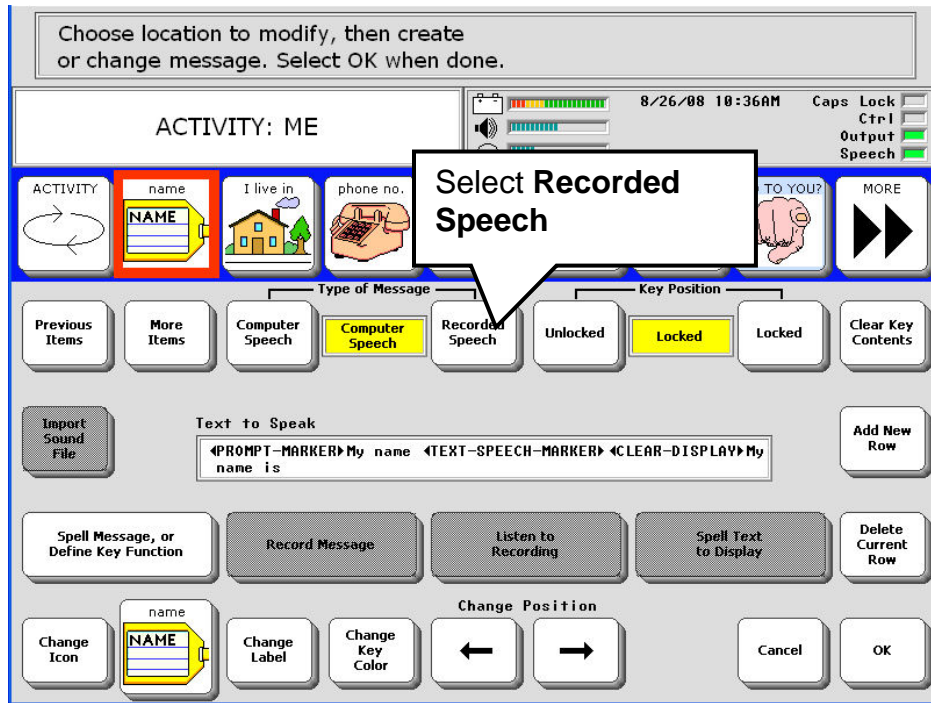 Choose location to modify, then create
or change message. Select OK when done.
ACTIVITY: ME
8/26/08 10:36AM
Caps Lock
Ctrl
Output
Speech
Select Recorded
Speech
ACTIVITY
name
NAME
I live in
phone no.
TO YOU?
MORE
Type of Message
Key Position
Previous
Items
More
Items
Computer
Speech
Computer
Speech
Recorded
Speech
Unlocked
Locked
Locked
Clear Key
Contents
Import
Sound
File
Text to Speak
◄PROMPT-MARKER►My name ◄TEXT-SPEECH-MARKER► ◄CLEAR-DISPLAY►My
name is
Add New
Row
Spell Message, or
Define Key Function
Record Message
Listen to
Recording
Spell Text
to Display
Delete
Current
Row
Change
Icon
name
NAME
Change
Label
Change
Key
Color
Change Position
Cancel
OK